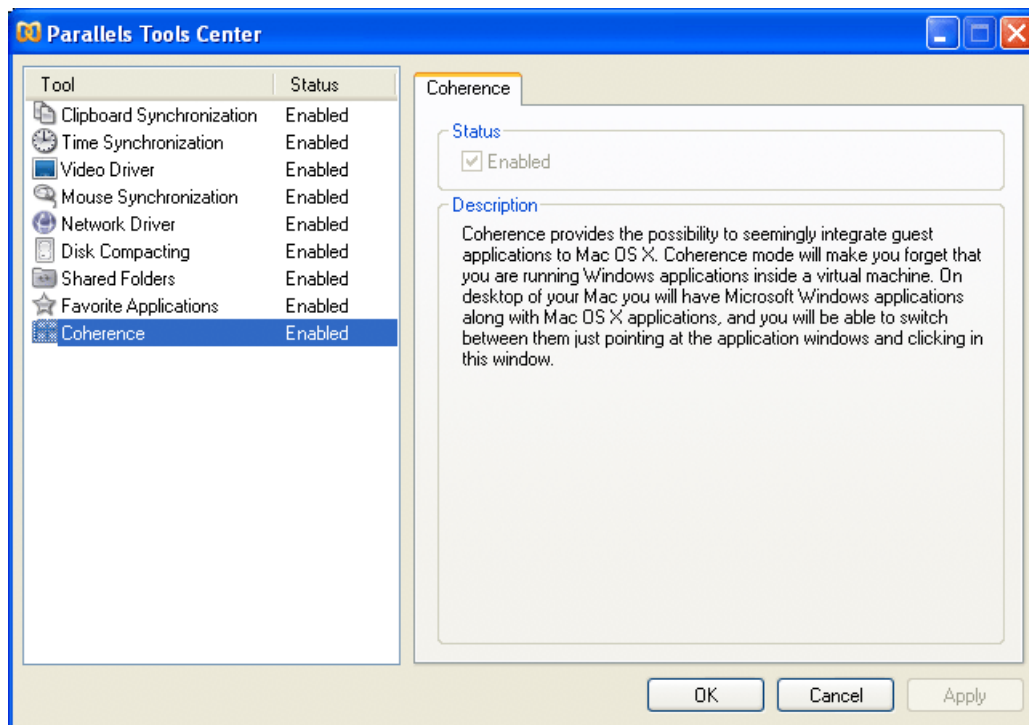 Parallels Tools Center
Tool Status
Clipboard Synchronization Enabled
Time Synchronization Enabled
Video Driver Enabled
Mouse Synchronization Enabled
Network Driver Enabled
Disk Compacting Enabled
Shared Folders Enabled
Favorite Applications Enabled
Coherence Enabled
Coherence
Status
Enabled
Description
Coherence provides the possibility to seemingly integrate guest
applications to Mac OS X. Coherence mode will make you forget that
you are running Windows applications inside a virtual machine. On
desktop of your Mac you will have Microsoft Windows applications
along with Mac OS X applications, and you will be able to switch
between them just pointing at the application windows and clicking in
this window.
OK Cancel Apply